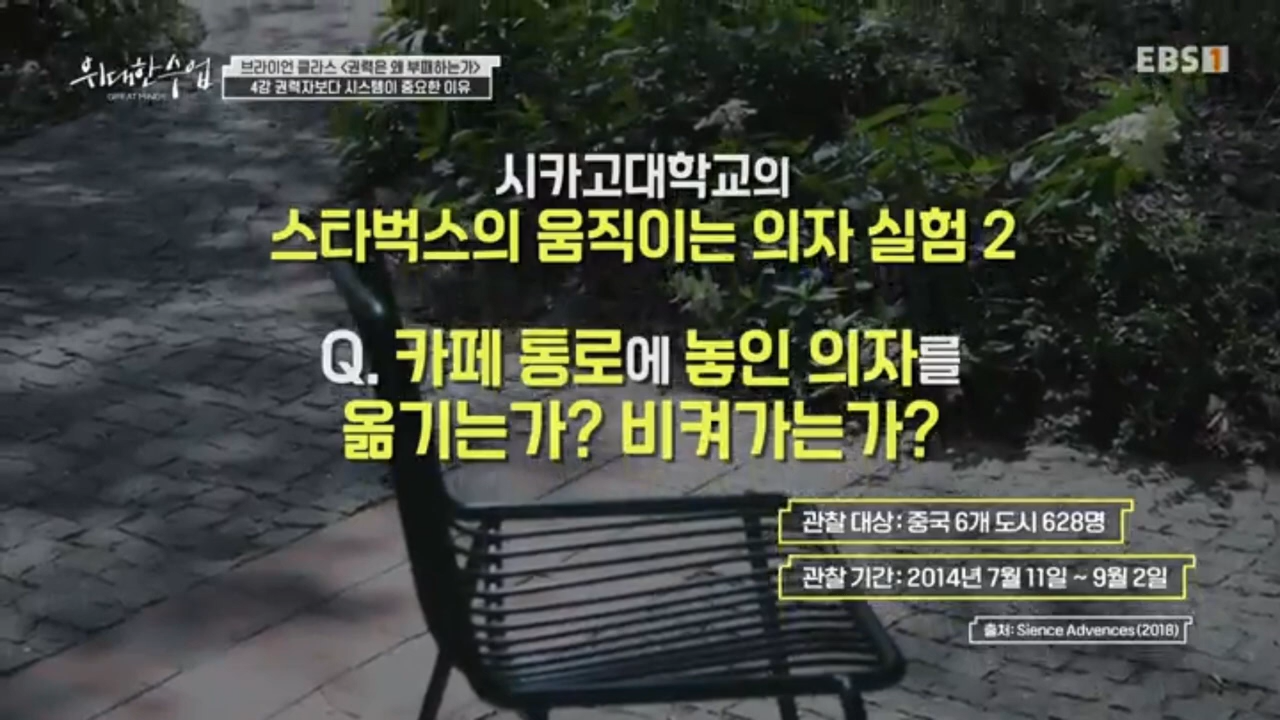 위대한 수업
GREAT MINDS
브라이언 클라스 <권력은 왜 부패하는가>
4강 권력자보다 시스템이 중요한 이유
EBS1
시카고대학교의
스타벅스의 움직이는 의자 실험 2
Q. 카페 통로에 놓인 의자를
옮기는가? 비켜가는가?
관찰 대상: 중국 6개 도시 628명
관찰 기간: 2014년 7월 11일 ~ 9월 2일
출처: Sience Advences (2018)